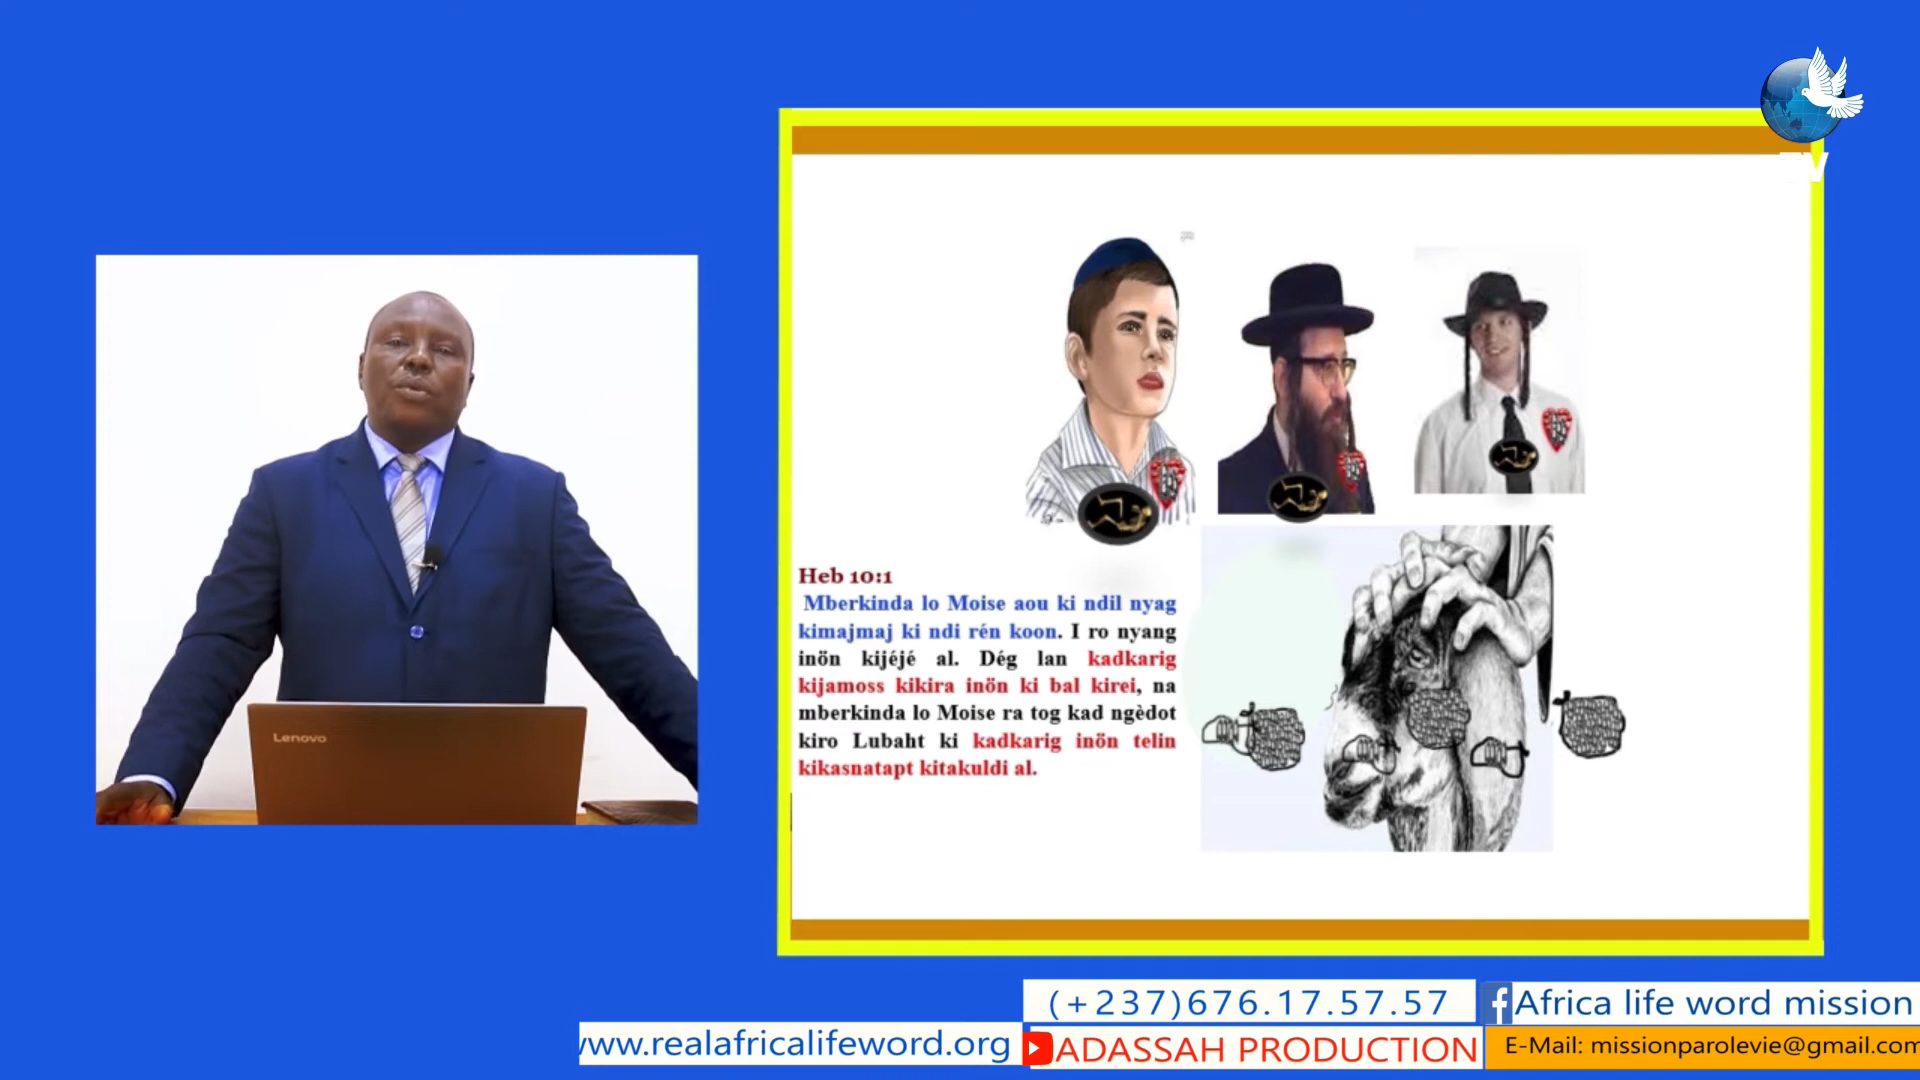 TV
Lenovo
Heb 10:1
Mberkinda lo Moise aou ki ndil nyag
kimajmaj ki ndi rén koon. I ro nyang
inön kijéjé al. Dég lan kadkarig
kijamoss kikira inön ki bal kirei, na
mberkinda lo Moise ra tog kad ngèdot
kiro Lubaht ki kadkarig inön telin
kikasnatapt kitakuldi al.
(+237)676.17.57.57
Africa life word mission
www.realafricalifeword.org
ADASSAH PRODUCTION
E-Mail: missionparolevie@gmail.com